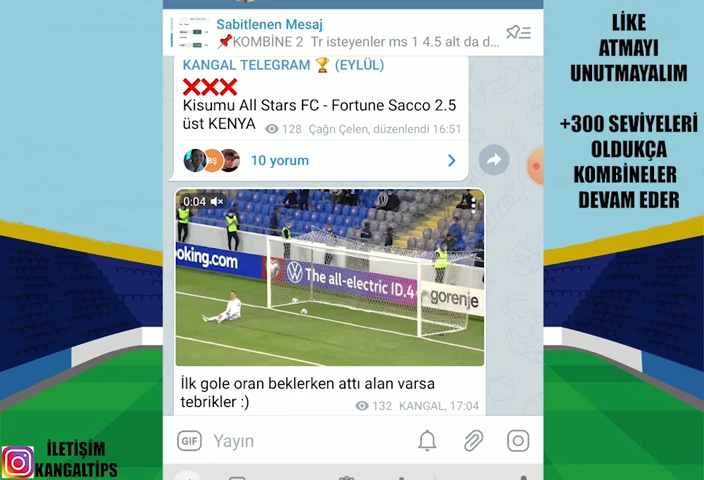 Sabitlenen Mesaj
KOMBİNE 2 Tr isteyenler ms 1 4.5 alt da d...
KANGAL TELEGRAM 🏆 (EYLÜL)
❌❌❌
Kisumu All Stars FC - Fortune Sacco 2.5
üst KENYA 128 Çağrı Çelen, düzenlendi 16:51
BŞ
10 yorum
0:04
oking.com
The all-electric ID.4
gorenje
İlk gole oran beklerken attı alan varsa
tebrikler :)
132 KANGAL, 17:04
GIF Yayın
LİKE
ATMAYI
UNUTMAYALIM
+300 SEVİYELERİ
OLDUKÇA
KOMBİNELER
DEVAM EDER
İLETİŞİM
KANGALTİPS